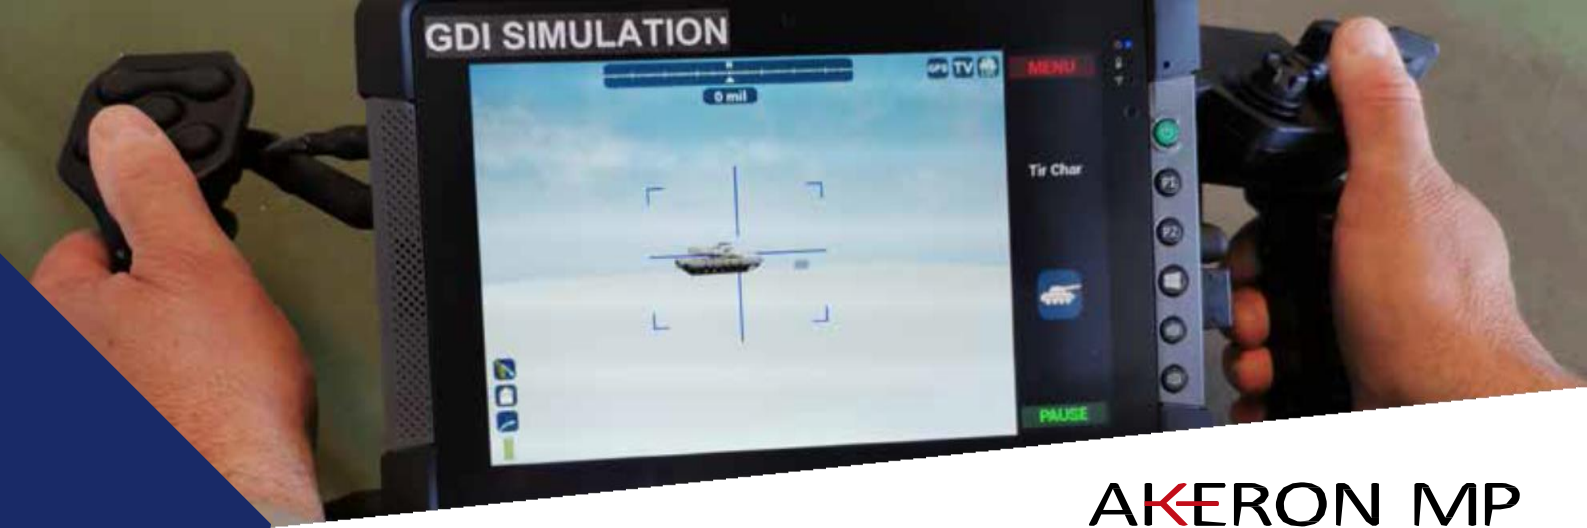 GDI SIMULATION
N
GPS TV
MENU
0 mil
Tir Char
P1
P2
PAUSE
AKERON MP